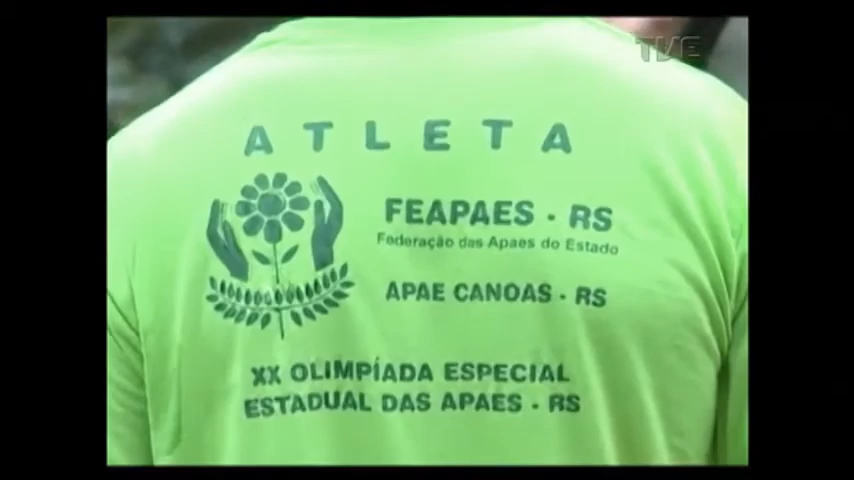 TVE
ATLETA
FEAPAES - RS
Federação das Apaes do Estado
APAE CANOAS - RS
XX OLIMPÍADA ESPECIAL
ESTADUAL DAS APAES - RS